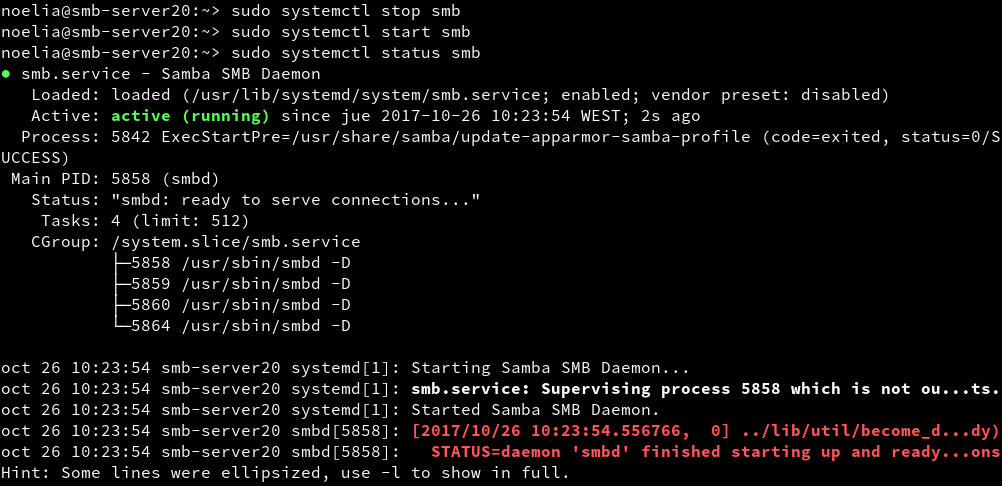 noelia@smb-server20:~> sudo systemctl stop smb
noelia@smb-server20:~> sudo systemctl start smb
noelia@smb-server20:~> sudo systemctl status smb
● smb.service - Samba SMB Daemon
   Loaded: loaded (/usr/lib/systemd/system/smb.service; enabled; vendor preset: disabled)
   Active: active (running) since jue 2017-10-26 10:23:54 WEST; 2s ago
  Process: 5842 ExecStartPre=/usr/share/samba/update-apparmor-samba-profile (code=exited, status=0/S
UCCESS)
 Main PID: 5858 (smbd)
   Status: "smbd: ready to serve connections..."
    Tasks: 4 (limit: 512)
   CGroup: /system.slice/smb.service
           ├─5858 /usr/sbin/smbd -D
           ├─5859 /usr/sbin/smbd -D
           ├─5860 /usr/sbin/smbd -D
           └─5864 /usr/sbin/smbd -D

oct 26 10:23:54 smb-server20 systemd[1]: Starting Samba SMB Daemon...
oct 26 10:23:54 smb-server20 systemd[1]: smb.service: Supervising process 5858 which is not ou...ts.
oct 26 10:23:54 smb-server20 systemd[1]: Started Samba SMB Daemon.
oct 26 10:23:54 smb-server20 smbd[5858]: [2017/10/26 10:23:54.556766,  0] ../lib/util/become_d...dy)
oct 26 10:23:54 smb-server20 smbd[5858]:   STATUS=daemon 'smbd' finished starting up and ready...ons
Hint: Some lines were ellipsized, use -l to show in full.